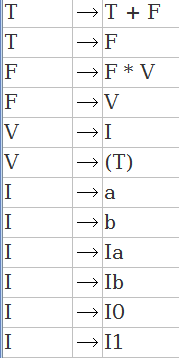 T → T + F
T → F
F → F * V
F → V
V → I
V → (T)
I → a
I → b
I → Ia
I → Ib
I → I0
I → I1